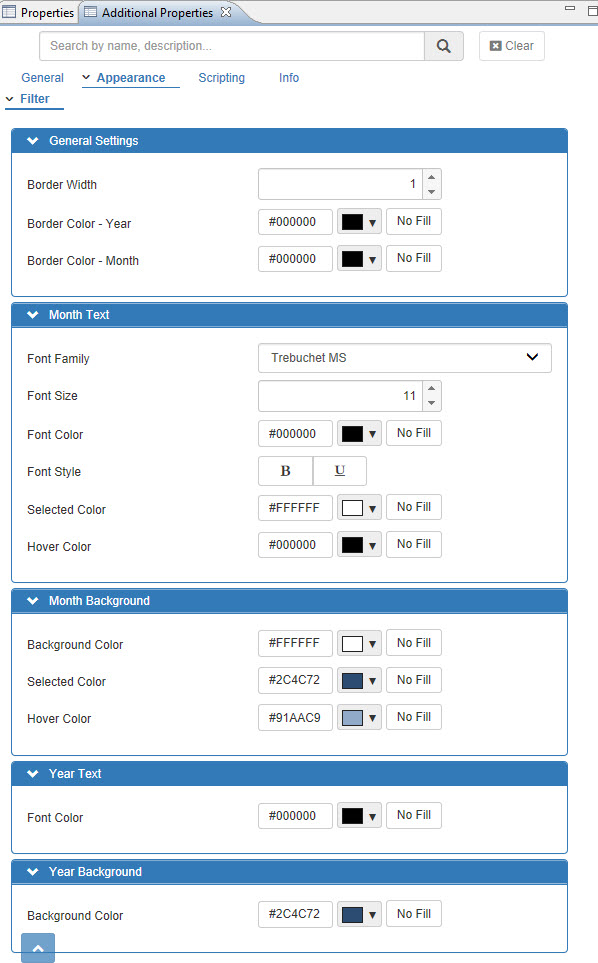 Properties Additional Properties
Search by name, description... Clear
General Appearance Scripting Info
Filter
General Settings
Border Width 1
Border Color - Year #000000 No Fill
Border Color - Month #000000 No Fill
Month Text
Font Family Trebuchet MS
Font Size 11
Font Color #000000 No Fill
Font Style B U
Selected Color #FFFFFF No Fill
Hover Color #000000 No Fill
Month Background
Background Color #FFFFFF No Fill
Selected Color #2C4C72 No Fill
Hover Color #91AAC9 No Fill
Year Text
Font Color #000000 No Fill
Year Background
Background Color #2C4C72 No Fill